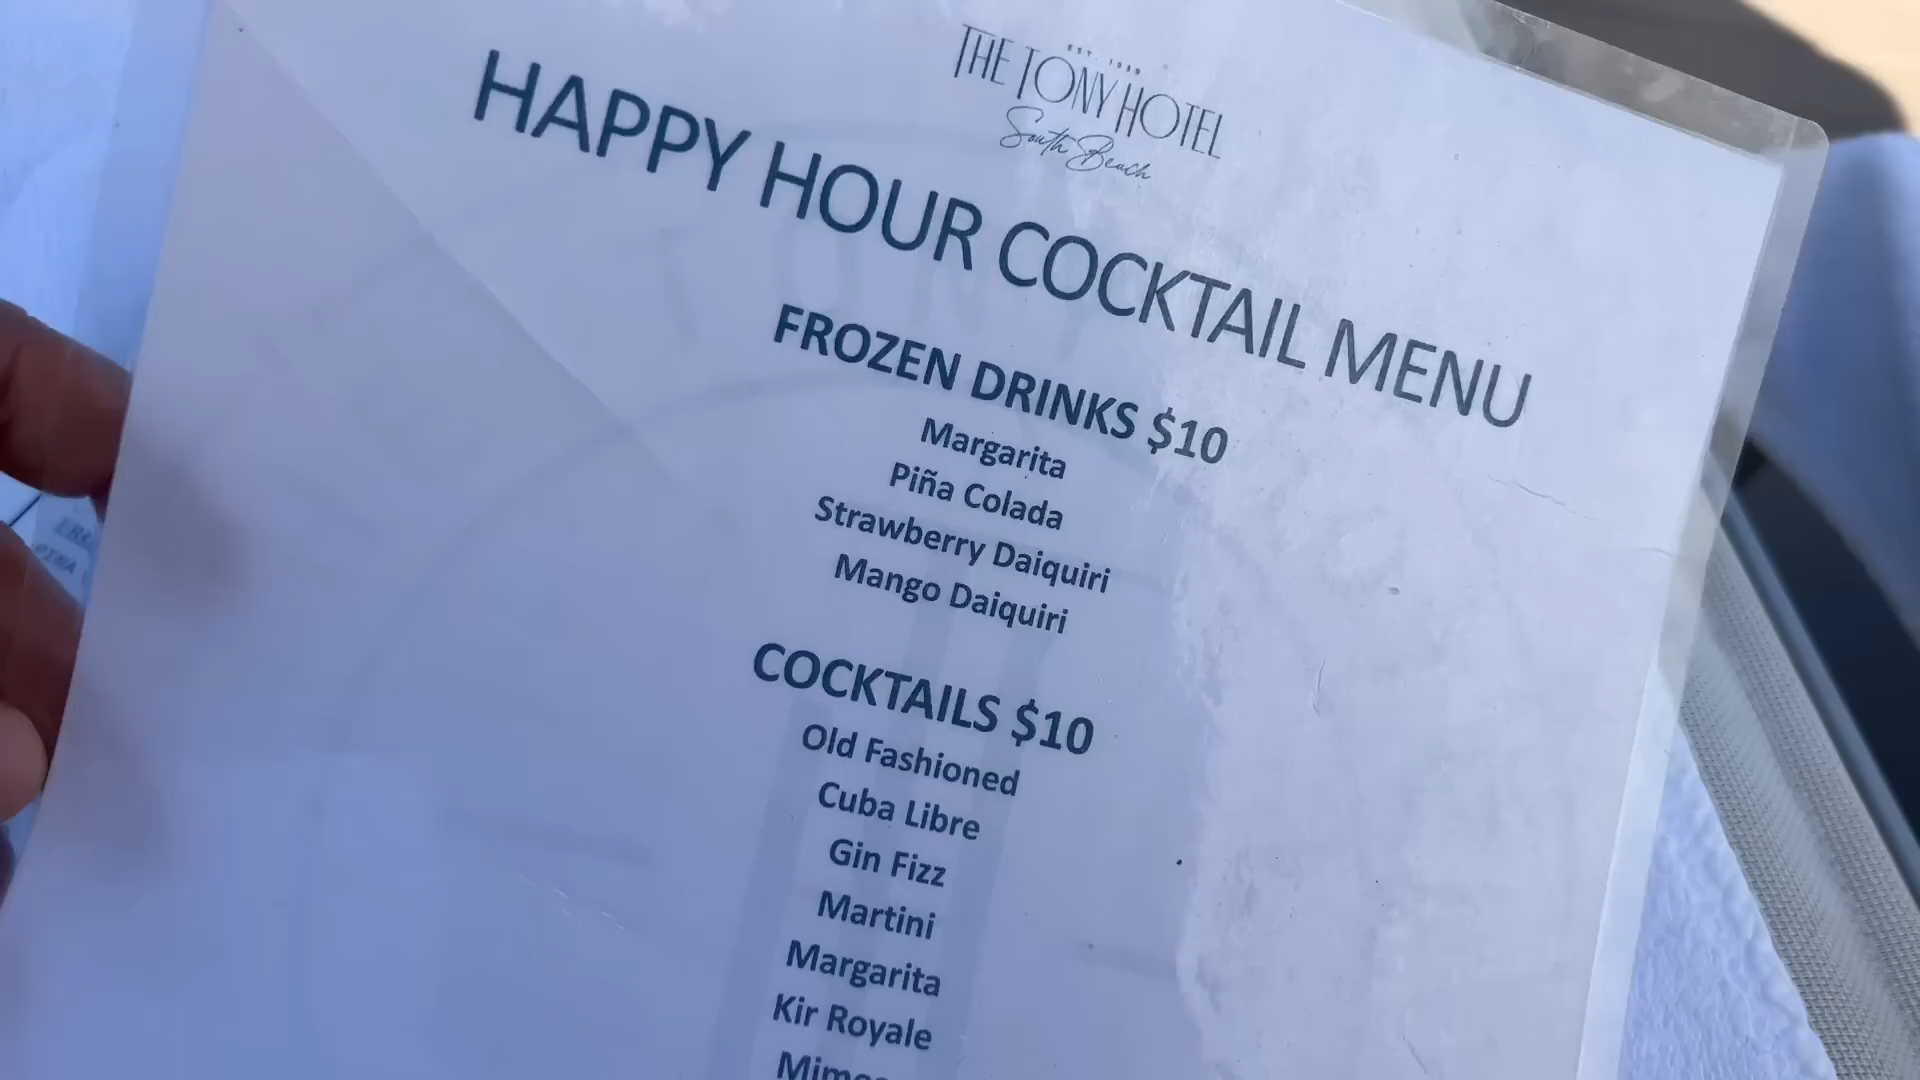 EST. 1939
THE TONY HOTEL
South Beach
HAPPY HOUR COCKTAIL MENU
FROZEN DRINKS $10
Margarita
Piña Colada
Strawberry Daiquiri
Mango Daiquiri
COCKTAILS $10
Old Fashioned
Cuba Libre
Gin Fizz
Martini
Margarita
Kir Royale